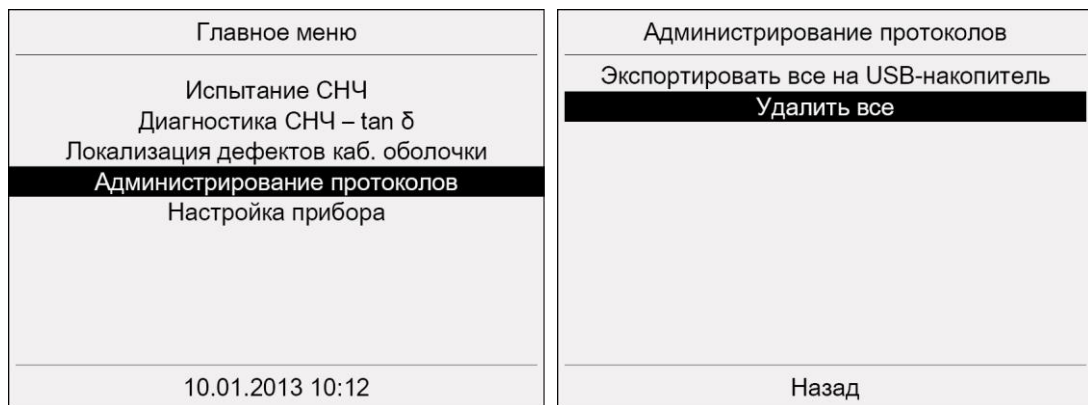 Главное меню
Испытание СНЧ
Диагностика СНЧ – tan δ
Локализация дефектов каб. оболочки
Администрирование протоколов
Настройка прибора
10.01.2013 10:12
Администрирование протоколов
Экспортировать все на USB-накопитель
Удалить все
Назад